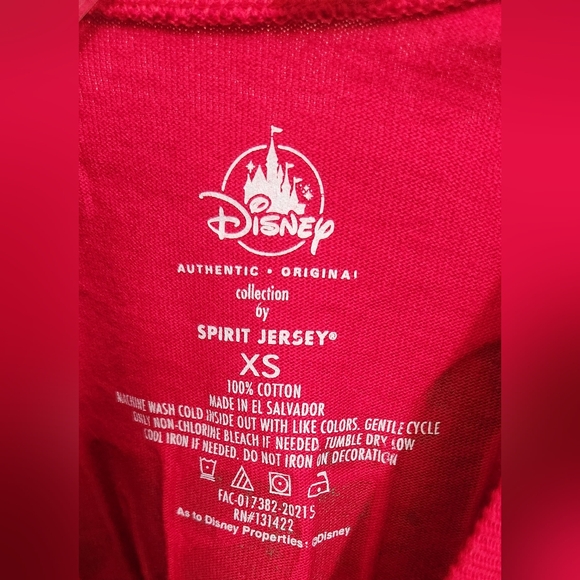 Disney
AUTHENTIC • ORIGINAL
collection
by
SPIRIT JERSEY®
XS
100% COTTON
MADE IN EL SALVADOR
MACHINE WASH COLD INSIDE OUT WITH LIKE COLORS. GENTLE CYCLE
ONLY NON-CHLORINE BLEACH IF NEEDED. TUMBLE DRY LOW
COOL IRON IF NEEDED. DO NOT IRON ON DECORATION
FAC-017382-20215
RN#131422
As to Disney Properties: ©Disney